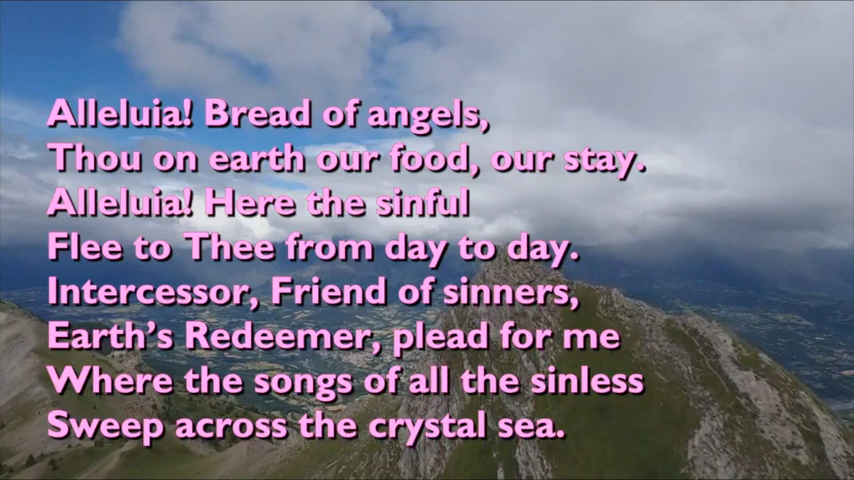 Alleluia! Bread of angels,
Thou on earth our food, our stay.
Alleluia! Here the sinful
Flee to Thee from day to day.
Intercessor, Friend of sinners,
Earth’s Redeemer, plead for me
Where the songs of all the sinless
Sweep across the crystal sea.